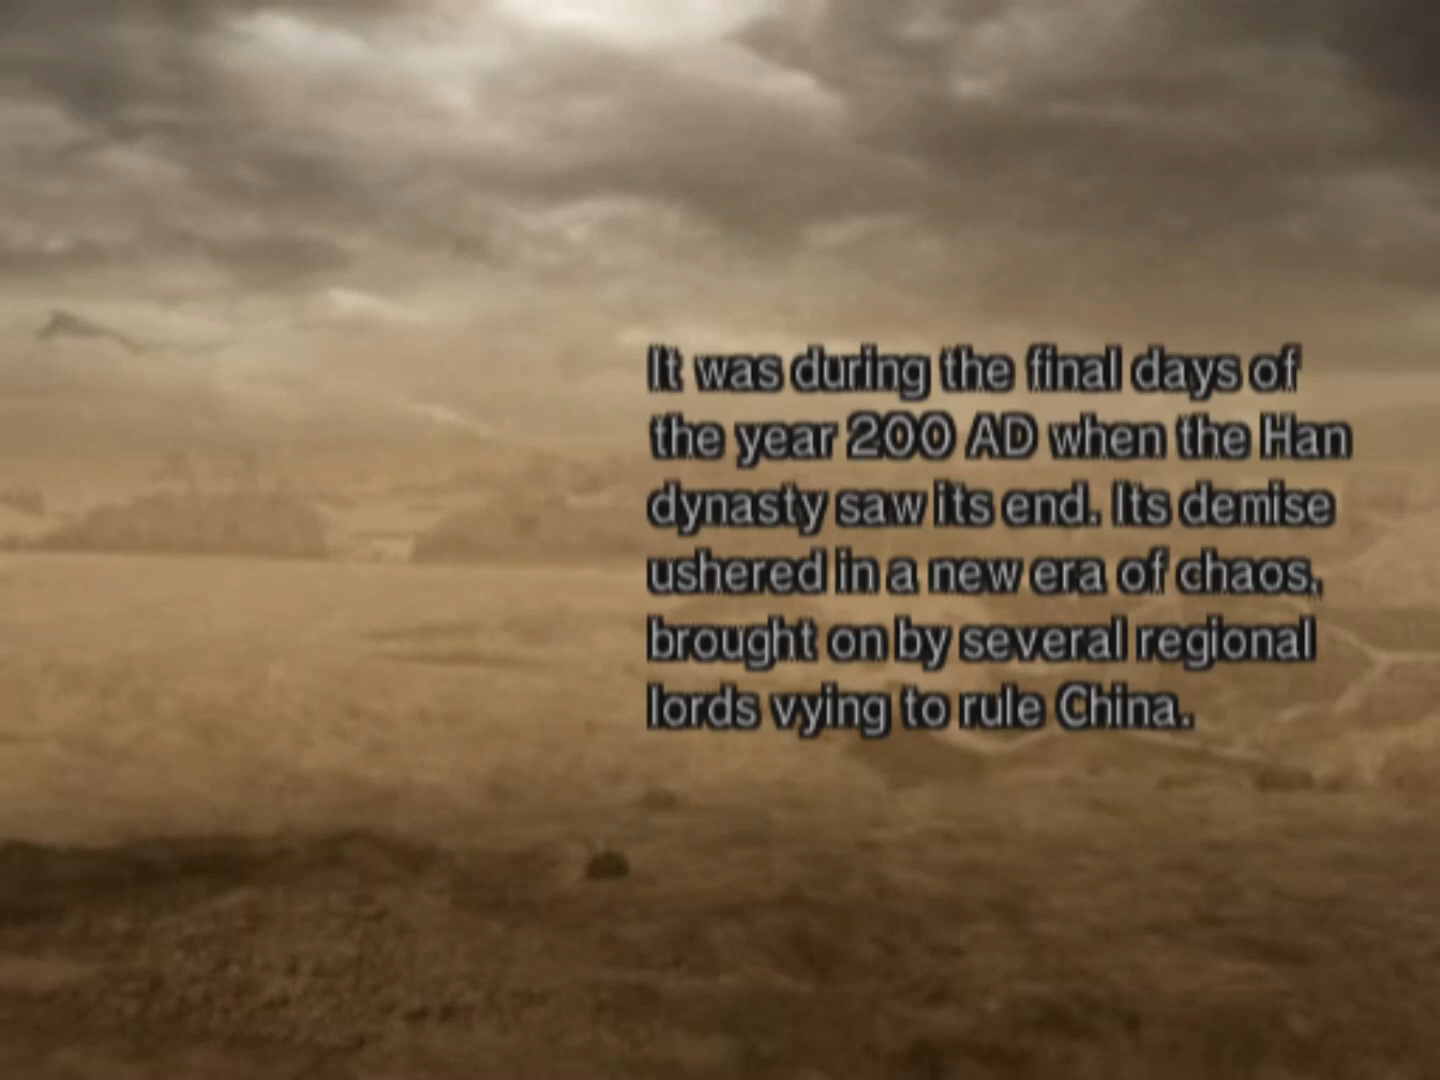 It was during the final days of
the year 200 AD when the Han
dynasty saw its end. Its demise
ushered in a new era of chaos,
brought on by several regional
lords vying to rule China.